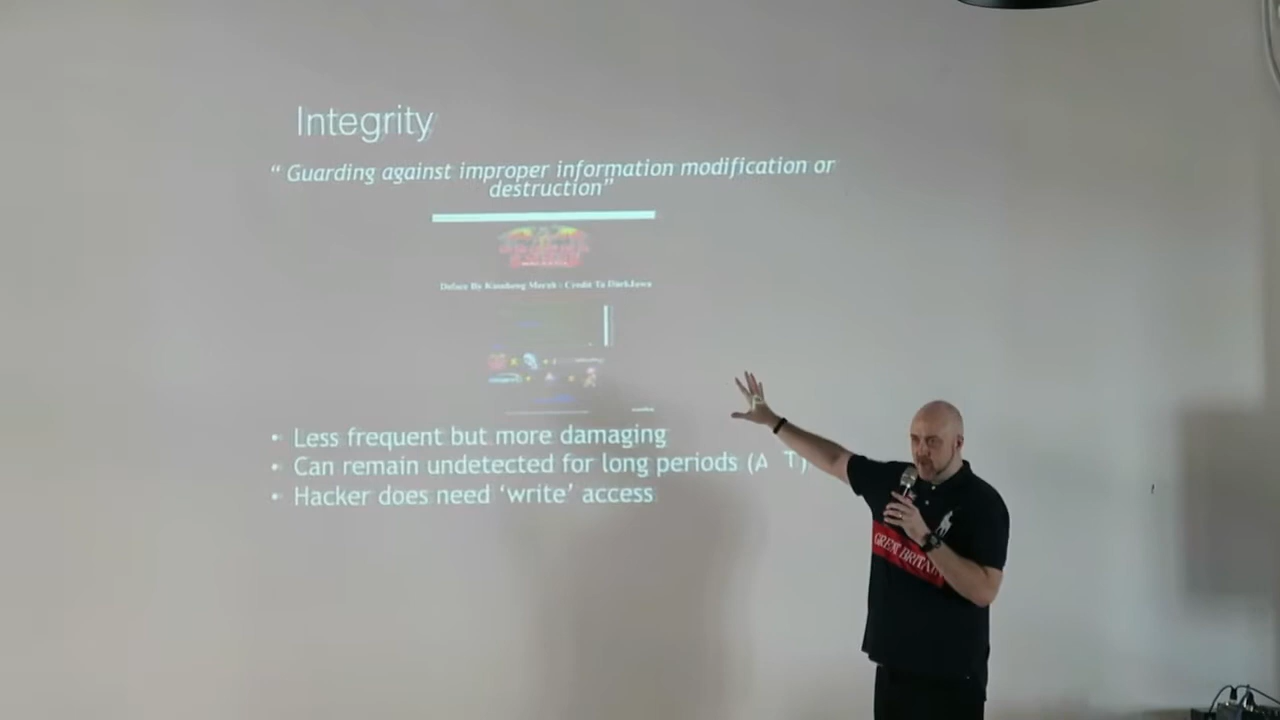 Integrity
“ Guarding against improper information modification or
destruction”
Deface By Kambeng Merah : Credit To DarkJawa
• Less frequent but more damaging
• Can remain undetected for long periods (A T)
• Hacker does need ‘write’ access
GREAT BRITAIN